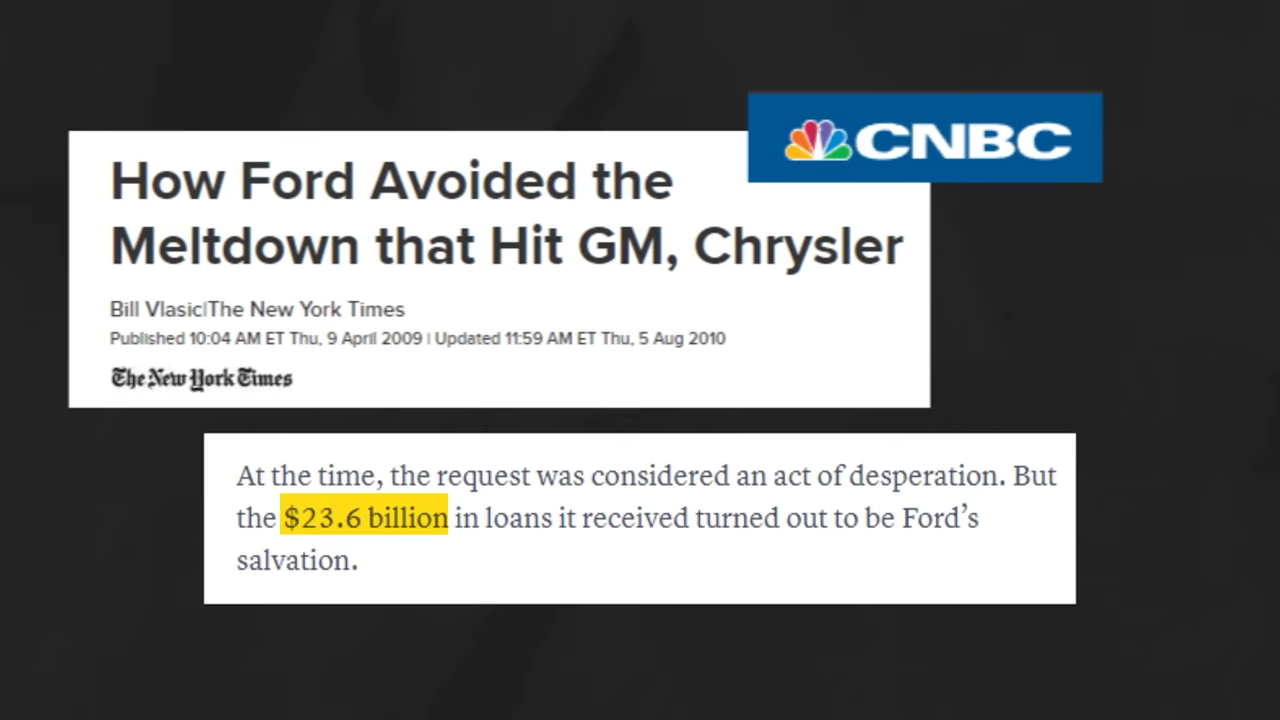 CNBC
How Ford Avoided the
Meltdown that Hit GM, Chrysler
Bill Vlasic|The New York Times
Published 10:04 AM ET Thu, 9 April 2009 | Updated 11:59 AM ET Thu, 5 Aug 2010
The New York Times
At the time, the request was considered an act of desperation. But
the $23.6 billion in loans it received turned out to be Ford’s
salvation.